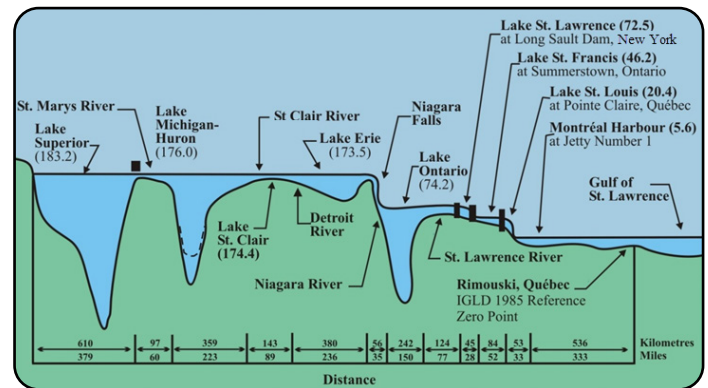 Lake St. Lawrence (72.5)
at Long Sault Dam, New York
Lake St. Francis (46.2)
at Summerstown, Ontario
Lake St. Louis (20.4)
at Pointe Claire, Québec
Montréal Harbour (5.6)
at Jetty Number 1
St. Marys River
Lake
Superior
(183.2)
Lake
Michigan-
Huron
(176.0)
St Clair River
Lake Erie
(173.5)
Niagara
Falls
Lake
Ontario
(74.2)
Gulf of
St. Lawrence
Lake
St. Clair
(174.4)
Detroit
River
Niagara River
St. Lawrence River
Rimouski, Québec
IGLD 1985 Reference
Zero Point
610 97 359 143 380 56 242 124 45 84 53 536 Kilometres
379 60 223 89 236 35 150 77 28 52 33 333 Miles
Distance